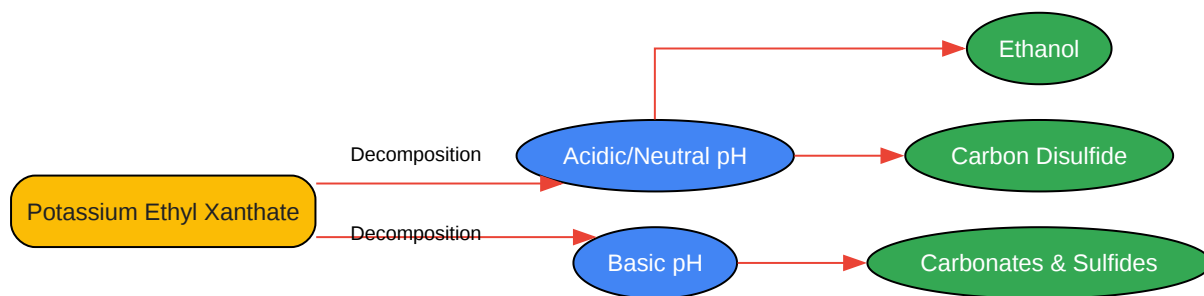 Ethanol
Decomposition
Acidic/Neutral pH
Carbon Disulfide
Potassium Ethyl Xanthate
Decomposition
Basic pH
Carbonates & Sulfides